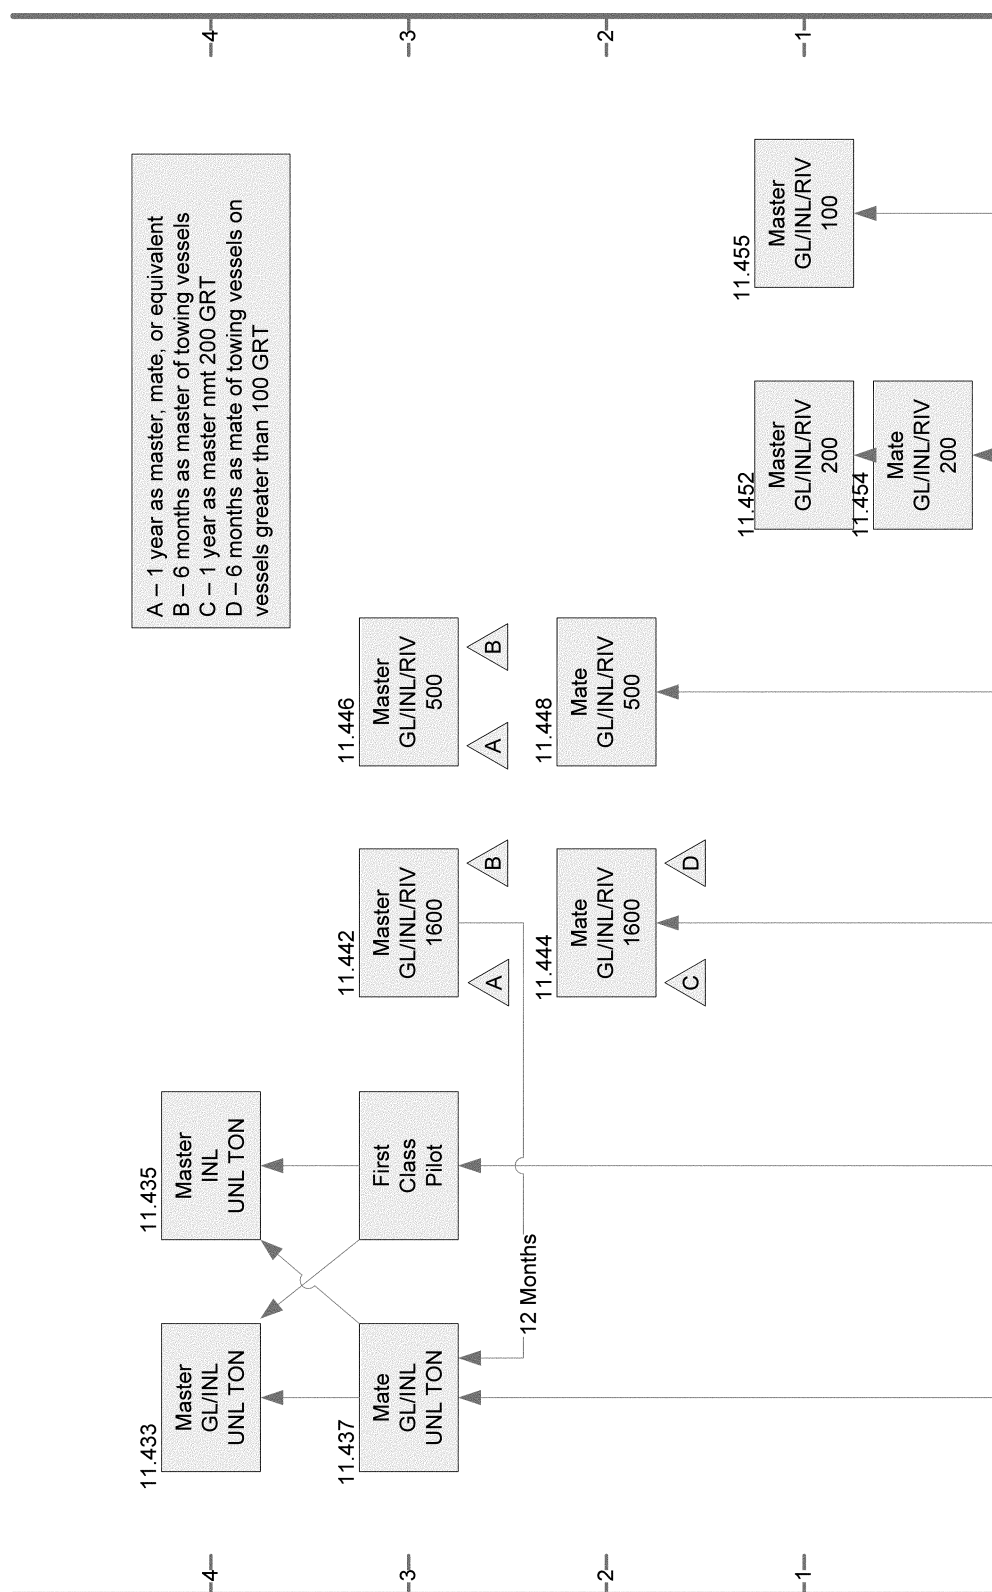 11.433
Master
GL/INL
UNL TON
11.435
Master
INL
UNL TON
A – 1 year as master, mate, or equivalent
B – 6 months as master of towing vessels
C – 1 year as master nmt 200 GRT
D – 6 months as mate of towing vessels on
vessels greater than 100 GRT
4
4
11.437
Mate
GL/INL
UNL TON
First
Class
Pilot
11.442
Master
GL/INL/RIV
1600
11.446
Master
GL/INL/RIV
500
3
3
A
B
A
B
12 Months
11.444
Mate
GL/INL/RIV
1600
11.448
Mate
GL/INL/RIV
500
2
2
C
D
11.452
Master
GL/INL/RIV
200
11.455
Master
GL/INL/RIV
100
1
1
11.454
Mate
GL/INL/RIV
200